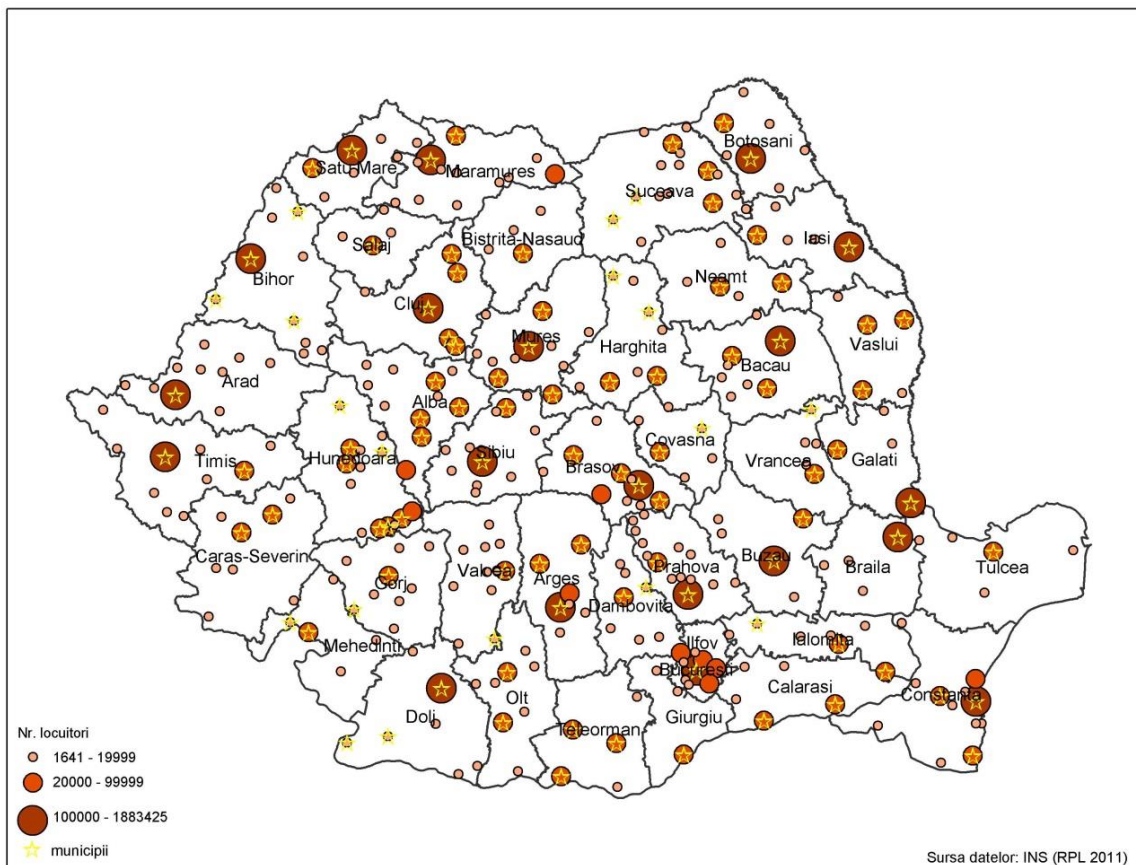 Botosani
Satu-Mare
Maramures
Suceava
Iasi
Salaj
Bistrita-Nasaud
Bihor
Neamt
Cluj
Mures
Harghita
Vaslui
Bacau
Arad
Alba
Covasna
Sibiu
Hunedoara
Timis
Brasov
Vrancea
Galati
Caras-Severin
Buzau
Braila
Tulcea
Gorj
Valcea
Arges
Prahova
Dambovita
Mehedinti
Ilfov
Ialomita
Bucuresti
Calarasi
Constanta
Olt
Giurgiu
Dolj
Teleorman
Nr. locuitori
1641 - 19999
20000 - 99999
100000 - 1883425
municipii
Sursa datelor: INS (RPL 2011)